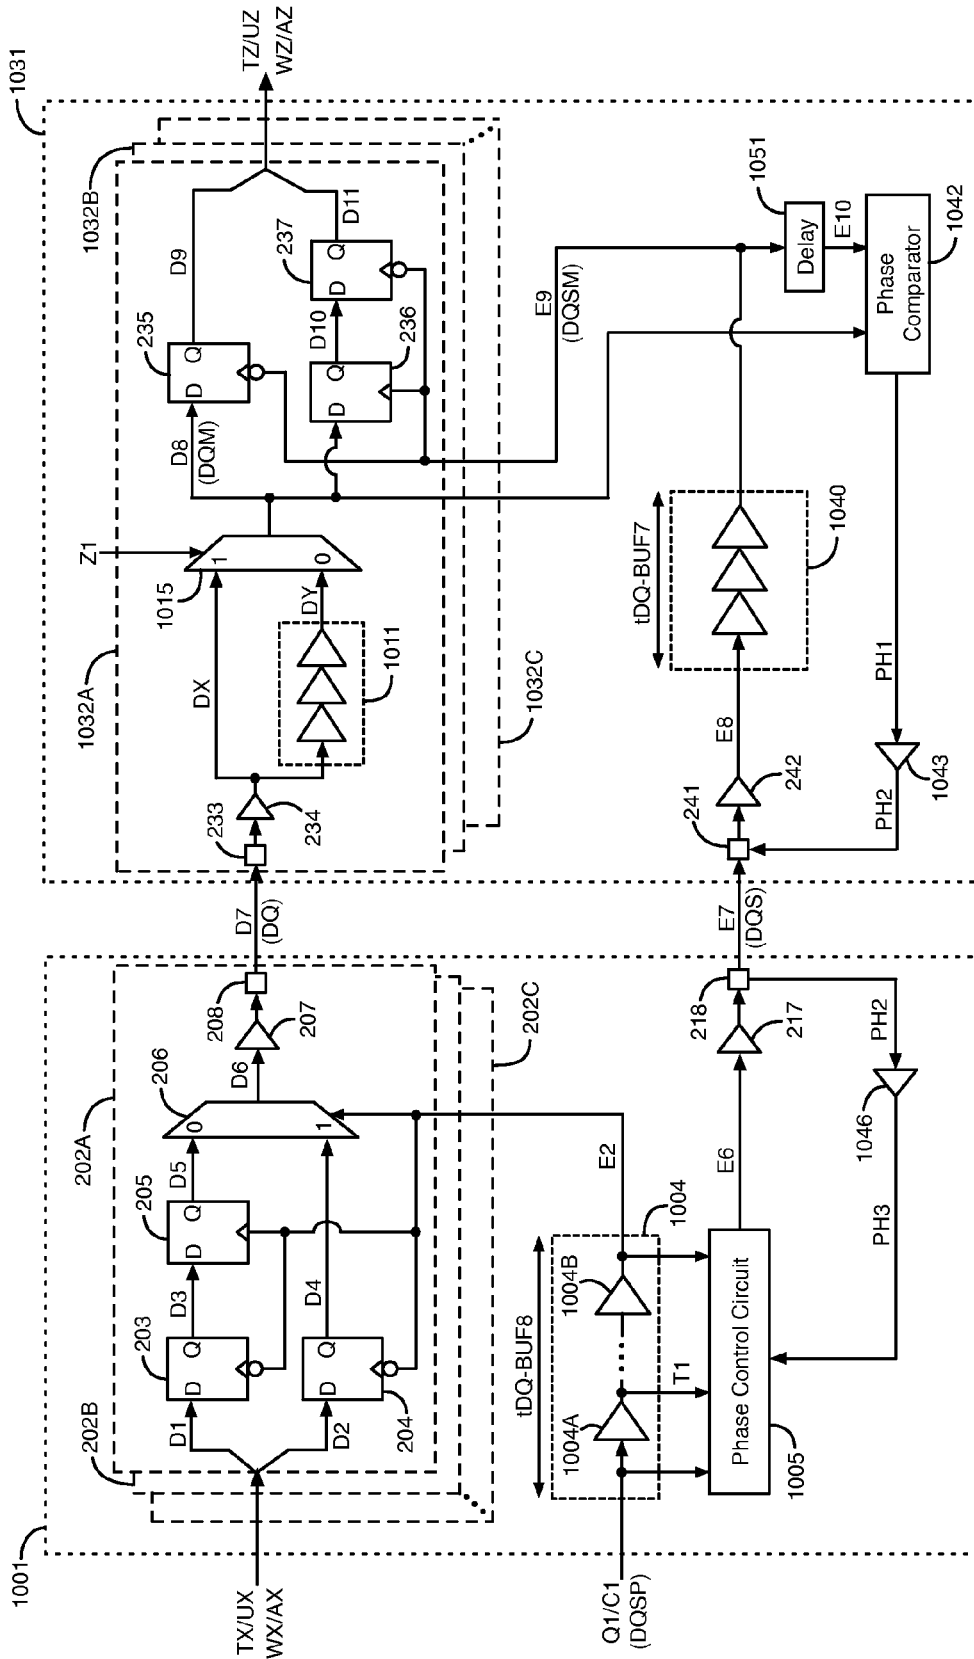 1001
TX/UX
WX/AX
202B
202A
203
D1
D
Q
D3
205
D
Q
D5
0
206
D2
D
Q
204
D4
1
D6
207
208
202C
D7
(DQ)
Q1/C1
(DQSP)
tDQ-BUF8
1004A
1004B
1004
E2
T1
Phase Control Circuit
1005
E6
217
218
PH2
1046
PH3
E7
(DQS)
1031
1032A
1032B
1032C
233
234
DX
DY
1011
1015
Z1
1
0
D8
(DQM)
D
Q
235
D9
D
Q
236
D10
D
Q
237
D11
TZ/UZ
WZ/AZ
241
242
E8
tDQ-BUF7
1040
E9
(DQSM)
Delay
1051
E10
Phase
Comparator
1042
PH1
1043
PH2